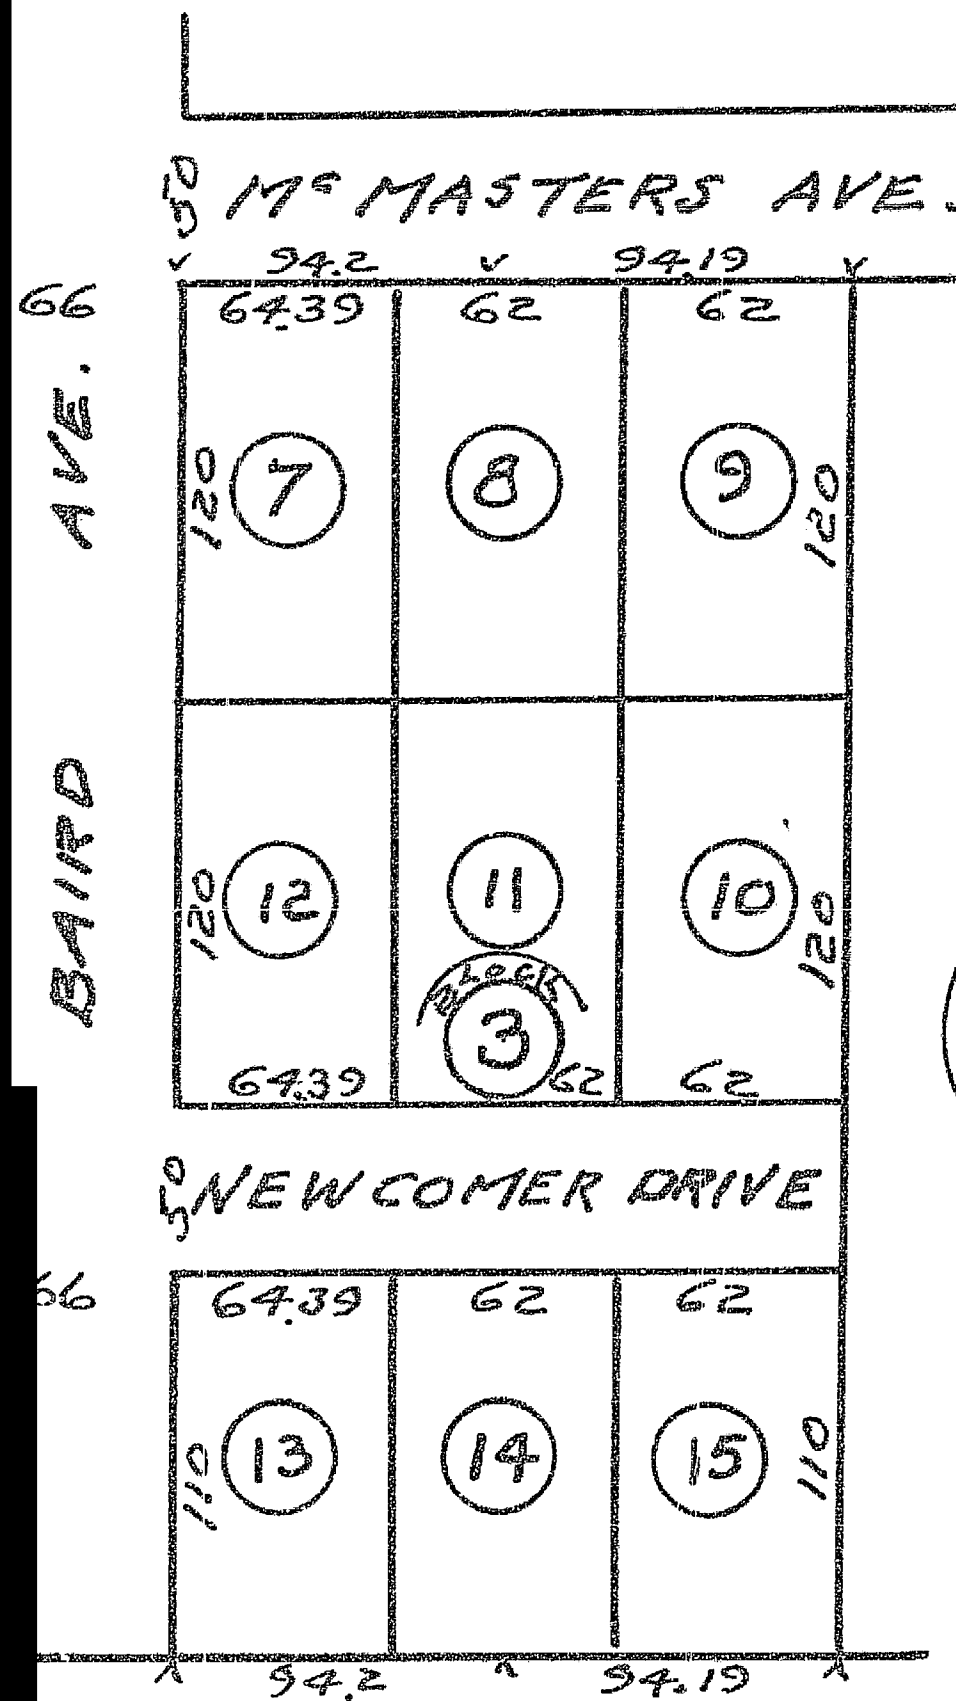 50 Mc MASTERS AVE.
94.2 94.19
66 64.39 62 62
BAIRD AVE.
120 7 8 9 120
120 12 11 10 120
BLOCK
3
64.39 62 62
50 NEWCOMER DRIVE
66 64.39 62 62
110 13 14 15 110
94.2 94.19